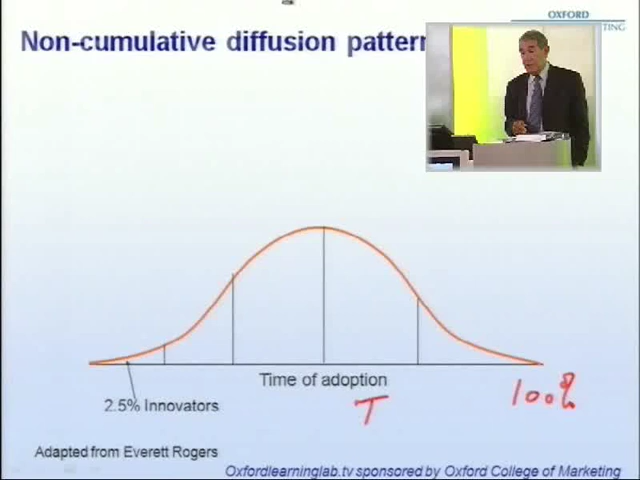 OXFORD
Non-cumulative diffusion pattern
TING
Time of adoption
2.5% Innovators
T
100%
Adapted from Everett Rogers
Oxfordlearninglab.tv sponsored by Oxford College of Marketing